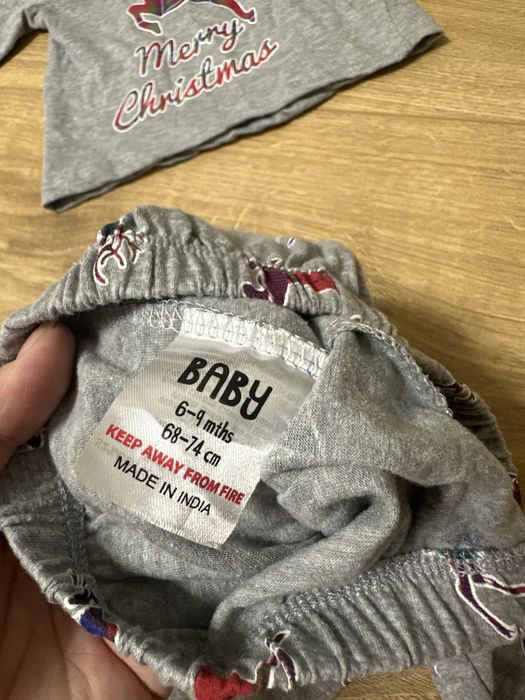 Merry
Christmas
BABY
6-9 mths
68-74 cm
KEEP AWAY FROM FIRE
MADE IN INDIA